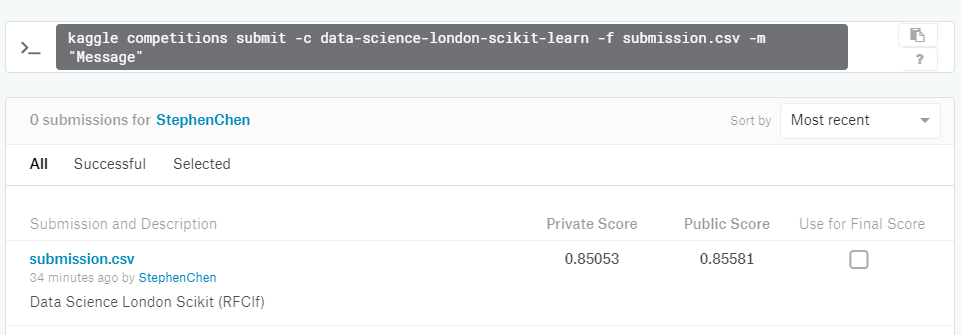 >_
kaggle competitions submit -c data-science-london-scikit-learn -f submission.csv -m
"Message"
?
0 submissions for StephenChen
Sort by Most recent
All Successful Selected
Submission and Description Private Score Public Score Use for Final Score
submission.csv 0.85053 0.85581
34 minutes ago by StephenChen
Data Science London Scikit (RFClf)